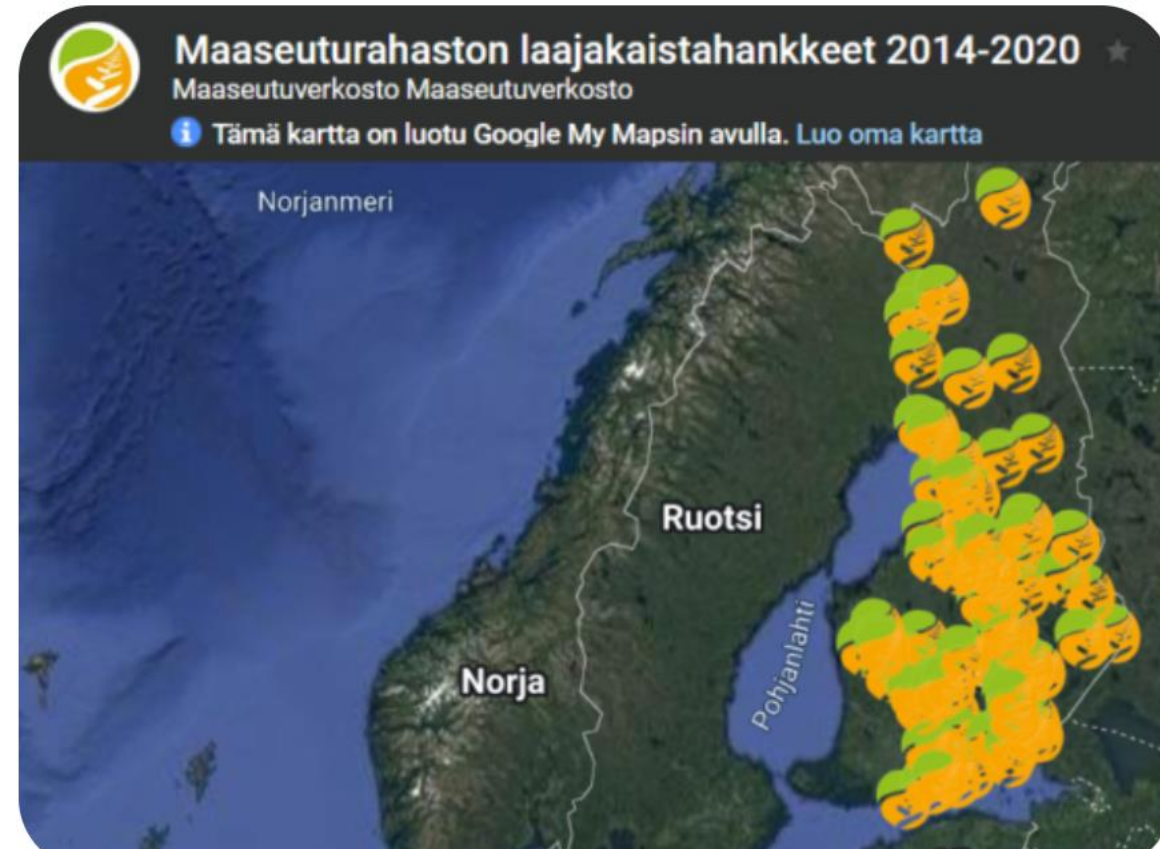 Maaseuturahaston laajakaistahankkeet 2014-2020
Maaseutuverkosto Maaseutuverkosto
Tämä kartta on luotu Google My Mapsin avulla. Luo oma kartta
Norjanmeri
Ruotsi
Pohjanlahti
Norja